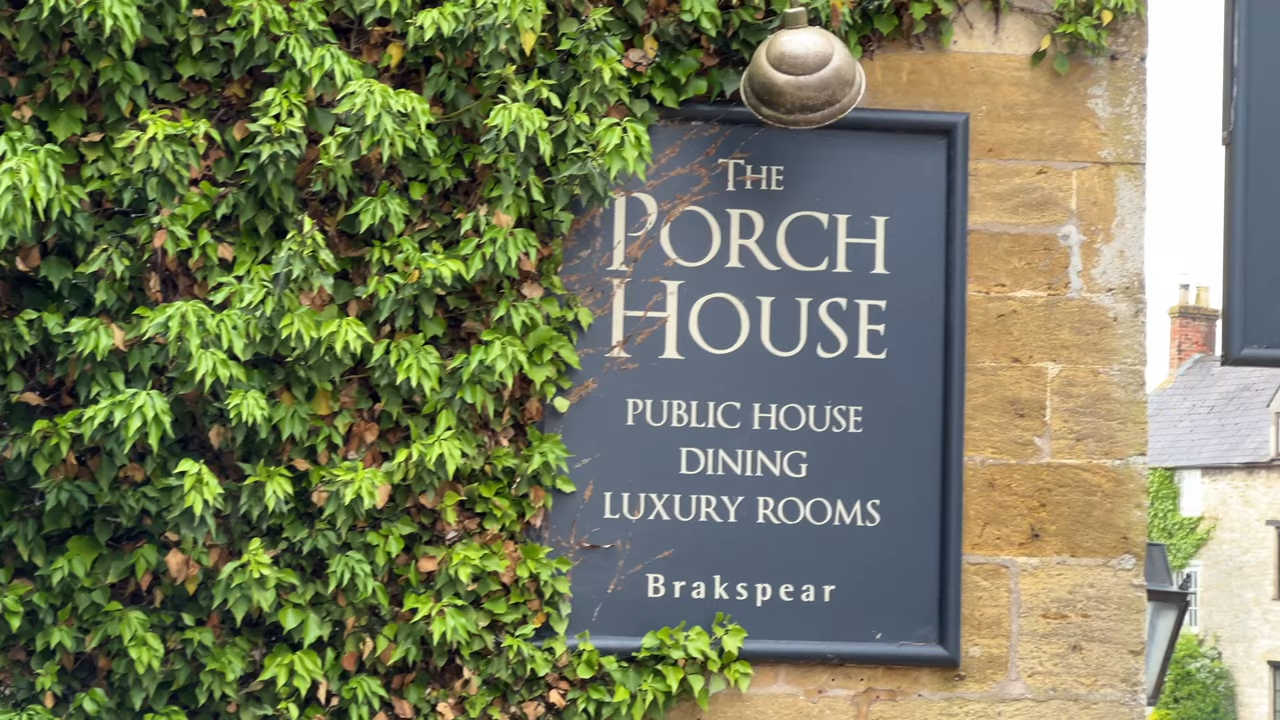 THE
PORCH
HOUSE
PUBLIC HOUSE
DINING
LUXURY ROOMS
Brakspear